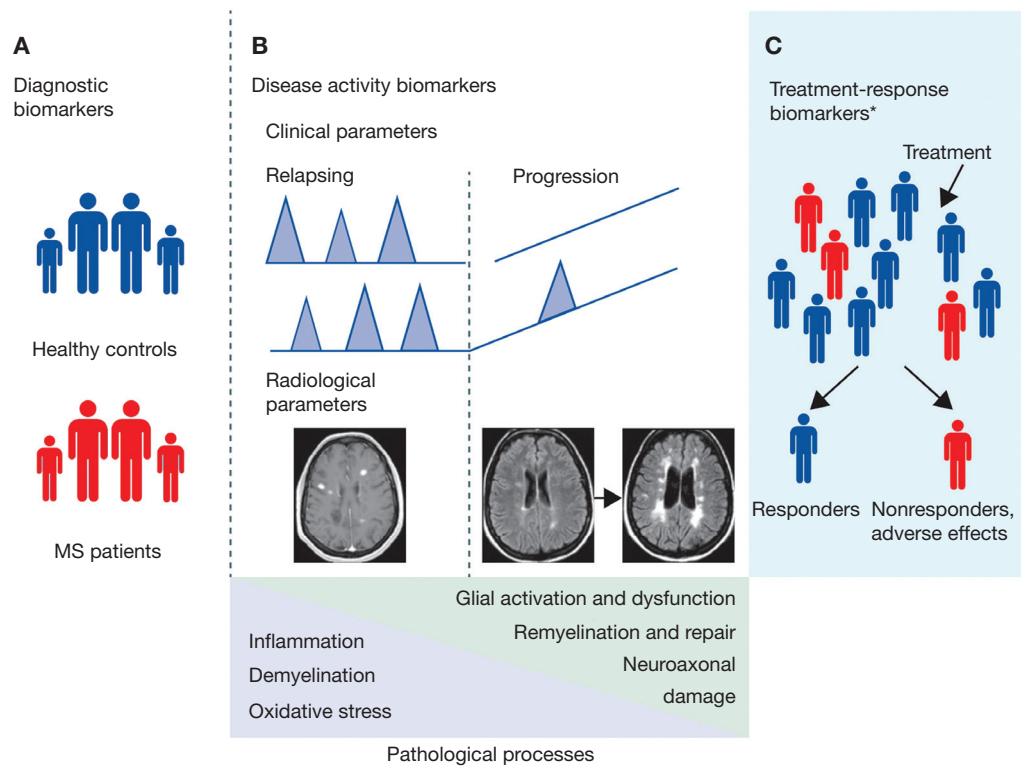 A
Diagnostic
biomarkers
Healthy controls
MS patients
B
Disease activity biomarkers
Clinical parameters
Relapsing
Progression
Radiological
parameters
Glial activation and dysfunction
Remyelination and repair
Neuroaxonal
damage
Inflammation
Demyelination
Oxidative stress
Pathological processes
C
Treatment-response
biomarkers*
Treatment
Responders
Nonresponders,
adverse effects